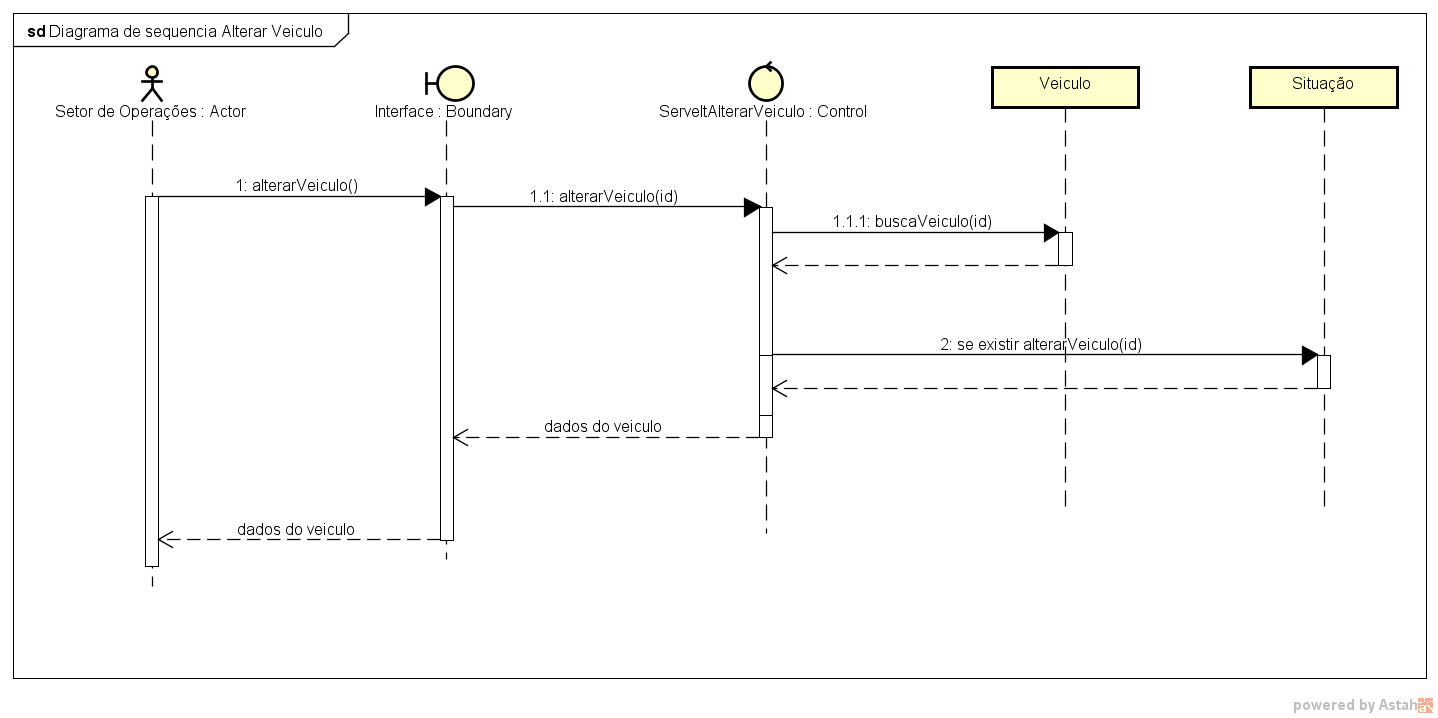 sd Diagrama de sequencia Alterar Veiculo
Setor de Operações : Actor
Interface : Boundary
ServeltAlterarVeiculo : Control
Veiculo
Situação
1: alterarVeiculo()
1.1: alterarVeiculo(id)
1.1.1: buscaVeiculo(id)
2: se existir alterarVeiculo(id)
dados do veiculo
dados do veiculo
powered by Astah